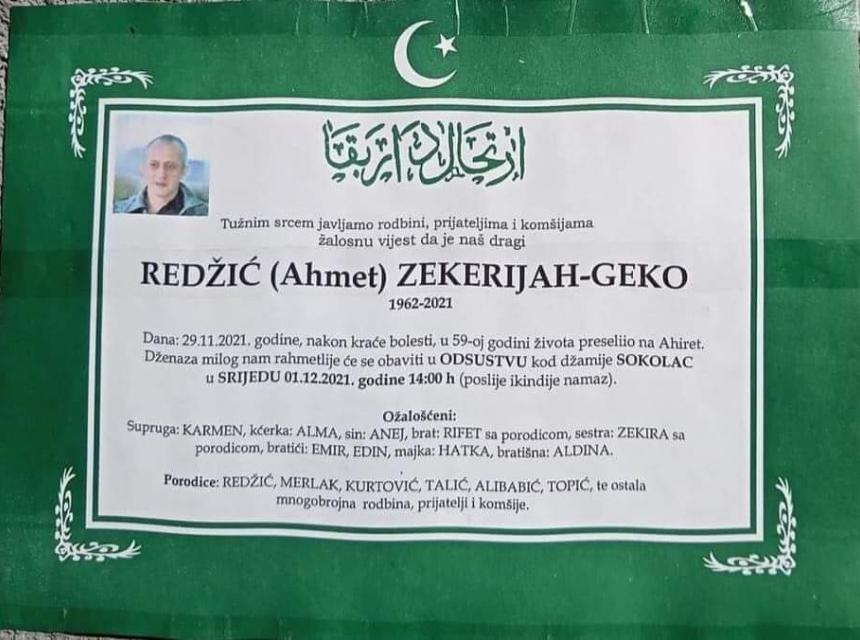 ارتحال دار بقا
Tužnim srcem javljamo rodbini, prijateljima i komšijama
žalosnu vijest da je naš dragi
REDŽIĆ (Ahmet) ZEKERIJAH-GEKO
1962-2021
Dana: 29.11.2021. godine, nakon kraće bolesti, u 59-oj godini života preseliio na Ahiret.
Dženaza milog nam rahmetlije će se obaviti u ODSUSTVU kod džamije SOKOLAC
u SRIJEDU 01.12.2021. godine 14:00 h (poslije ikindije namaz).
Ožalošćeni:
Supruga: KARMEN, kćerka: ALMA, sin: ANEJ, brat: RIFET sa porodicom, sestra: ZEKIRA sa
porodicom, bratići: EMIR, EDIN, majka: HATKA, bratišna: ALDINA.
Porodice: REDŽIĆ, MERLAK, KURTOVIĆ, TALIĆ, ALIBABIĆ, TOPIĆ, te ostala
mnogobrojna rodbina, prijatelji i komšije.